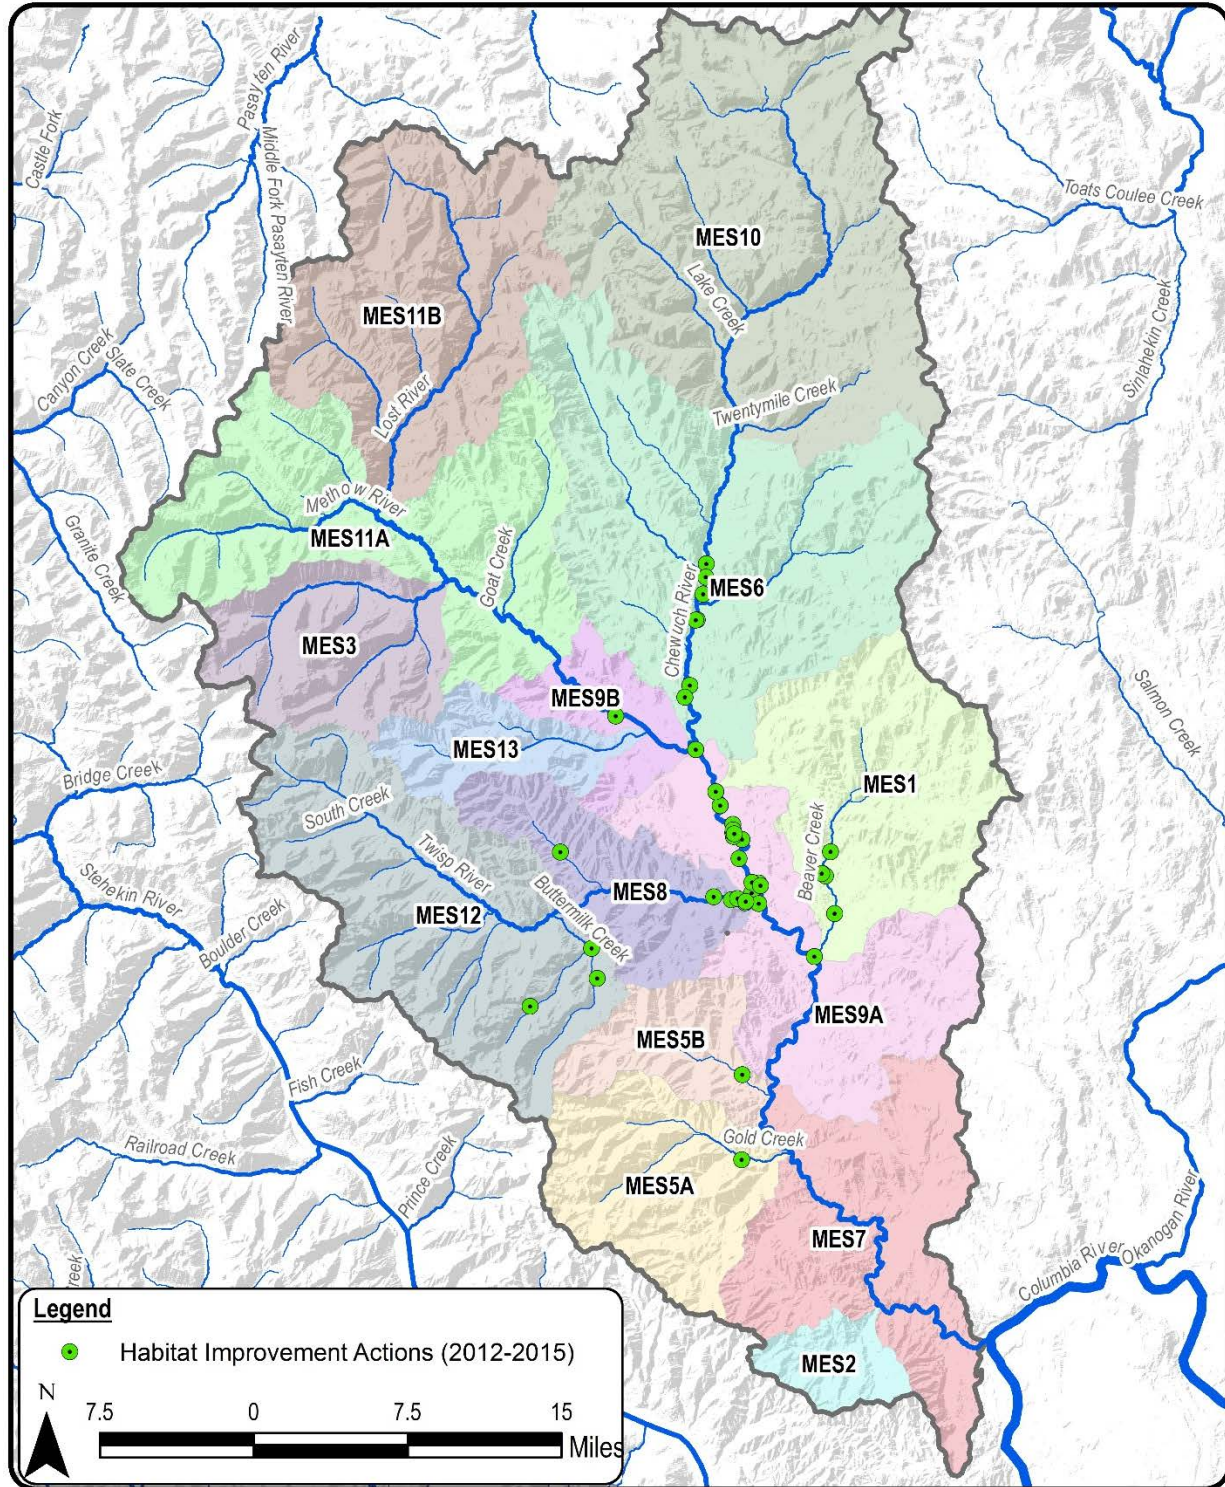 Pasayten River
Castle Fork
Middle Fork Pasayten River
Toats Coulee Creek
MES10
Lake Creek
Sinlahekin Creek
MES11B
Canyon Creek
Slate Creek
Lost River
Twentymile Creek
Methow River
MES11A
Granite Creek
Goat Creek
MES6
Chewuch River
MES3
MES9B
Salmon Creek
MES13
Bridge Creek
MES1
South Creek
Twisp River
Beaver Creek
Stehekin River
MES8
Buttermilk Creek
MES12
Boulder Creek
MES9A
MES5B
Fish Creek
Gold Creek
Railroad Creek
Prince Creek
MES5A
MES7
Columbia River
Okanogan River
Creek
MES2
Legend
Habitat Improvement Actions (2012-2015)
N
7.5 0 7.5 15
Miles